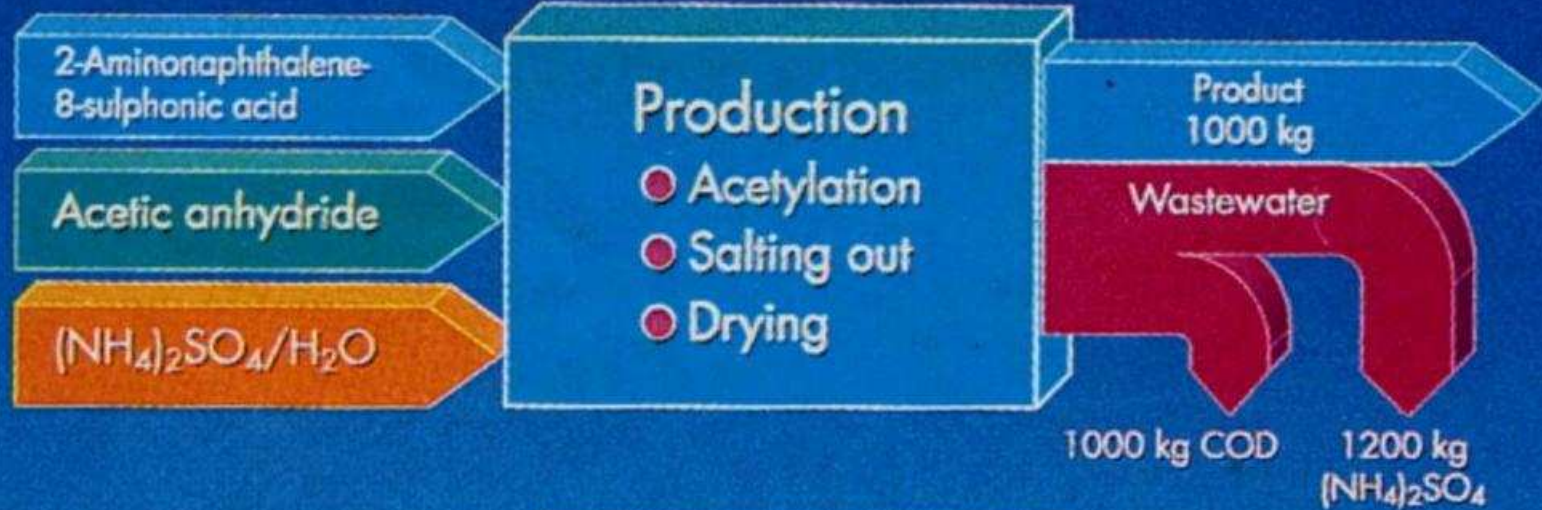 2-Aminonaphthalene-
8-sulphonic acid
Acetic anhydride
(NH₄)₂SO₄/H₂O
Production
Acetylation
Salting out
Drying
Product
1000 kg
Wastewater
1000 kg COD
1200 kg
(NH₄)₂SO₄